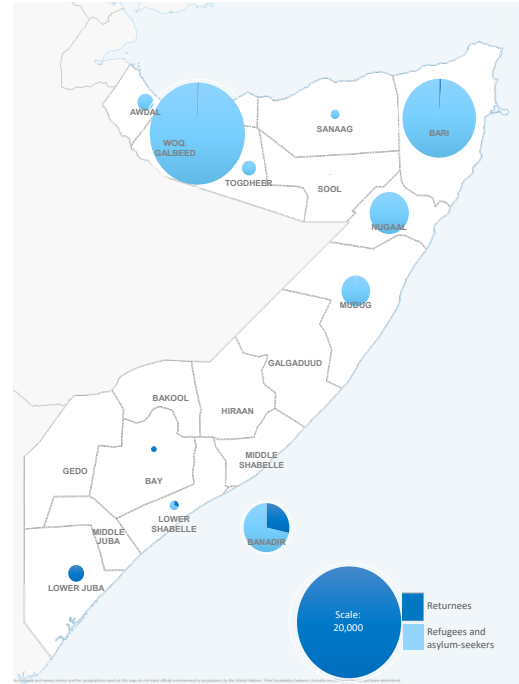 AWDAL
WOQ.
GALBEED
SANAAG
BARI
TOGDHEER
SOOL
NUGAAL
MUDUG
GALGADUUD
BAKOOL
HIRAAN
MIDDLE
SHABELLE
GEDO
BAY
LOWER
SHABELLE
MIDDLE
JUBA
BANADIR
LOWER JUBA
Scale:
20,000
Returnees
Refugees and
asylum-seekers